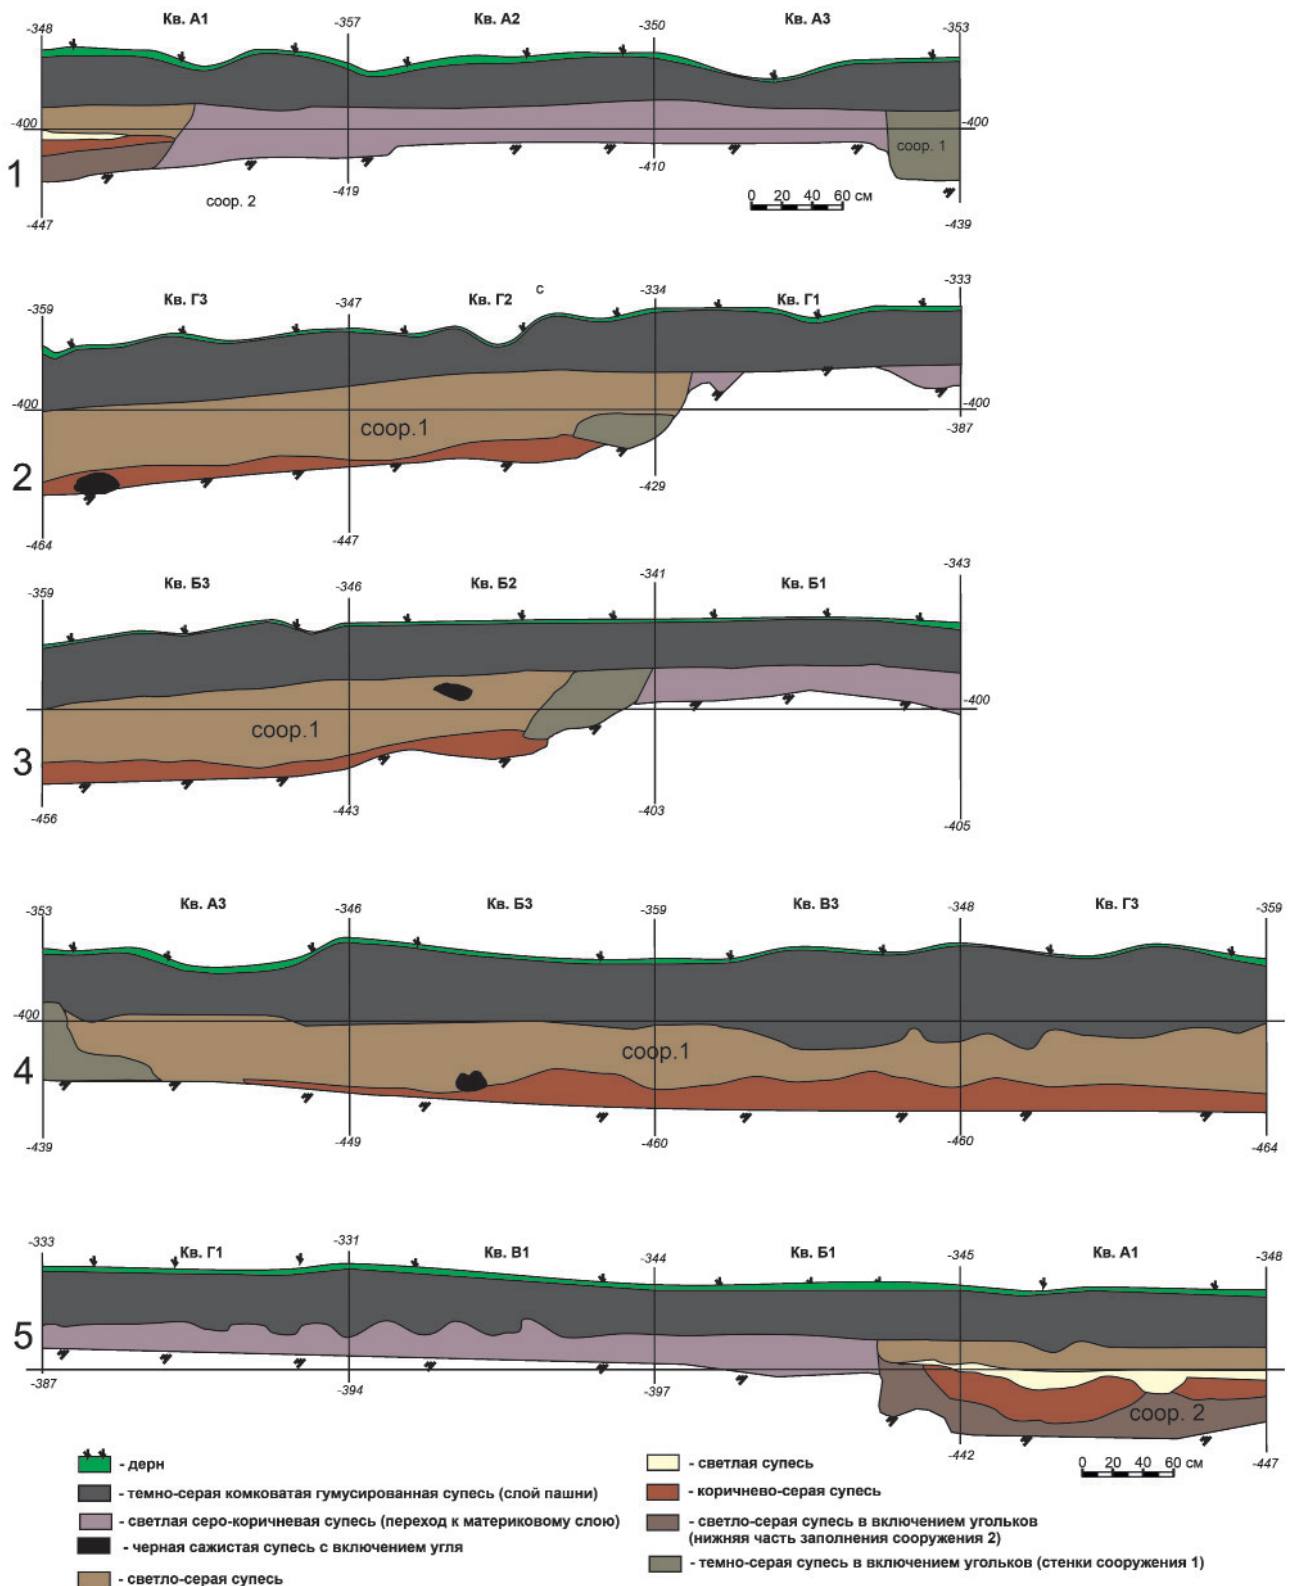 Кв. А1 Кв. А2 Кв. А3
-348 -357 -350 -353
-400 -400
соор. 1
1
-410
-419
соор. 2
0 20 40 60 см
-447 -439
-333
Кв. Г3 Кв. Г2 с -334 Кв. Г1
-359 -347
-400 -400
соор.1 -387
2
-429
-464 -447
Кв. Б3 -346 Кв. Б2 -341 Кв. Б1 -343
-359
-400 -400
соор.1
3
-456 -443 -403 -405
-353 Кв. А3 -346 Кв. Б3 -359 Кв. В3 -348 Кв. Г3 -359
-400
соор.1
4
-439 -449 -460 -460 -464
-333 Кв. Г1 -331 Кв. В1 -344 Кв. Б1 -345 Кв. А1 -348
5
-387 -394 -397
соор. 2
-442 -447
0 20 40 60 см
- дерн
- темно-серая комковатая гумусированная супесь (слой пашни)
- светлая серо-коричневая супесь (переход к материковому слою)
- черная сажистая супесь с включением угля
- светло-серая супесь
- светлая супесь
- коричнево-серая супесь
- светло-серая супесь в включением угольков
(нижняя часть заполнения сооружения 2)
- темно-серая супесь в включением угольков (стенки сооружения 1)